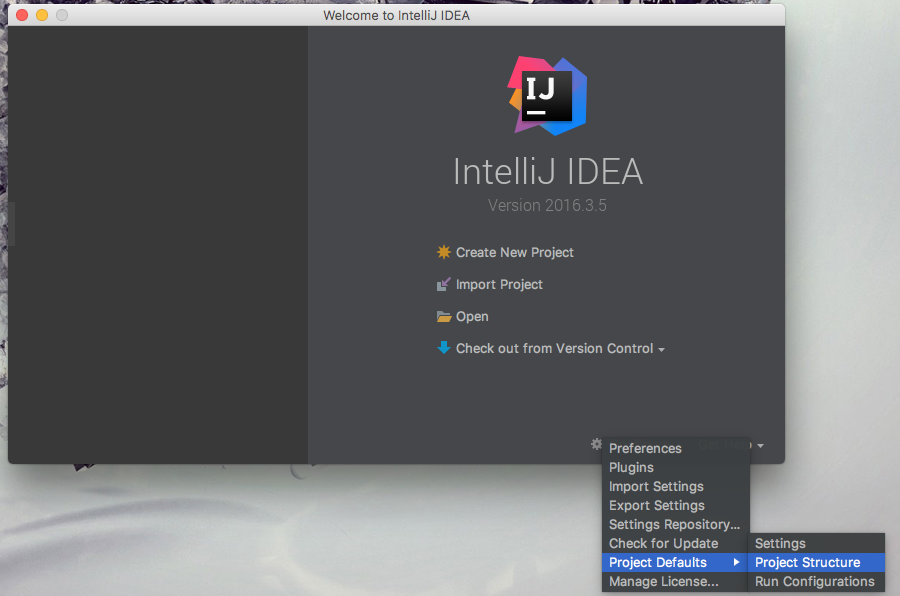 Welcome to IntelliJ IDEA
IJ
IntelliJ IDEA
Version 2016.3.5
Create New Project
Import Project
Open
Check out from Version Control
Preferences
Plugins
Import Settings
Export Settings
Settings Repository...
Check for Update
Project Defaults
Manage License...
Settings
Project Structure
Run Configurations